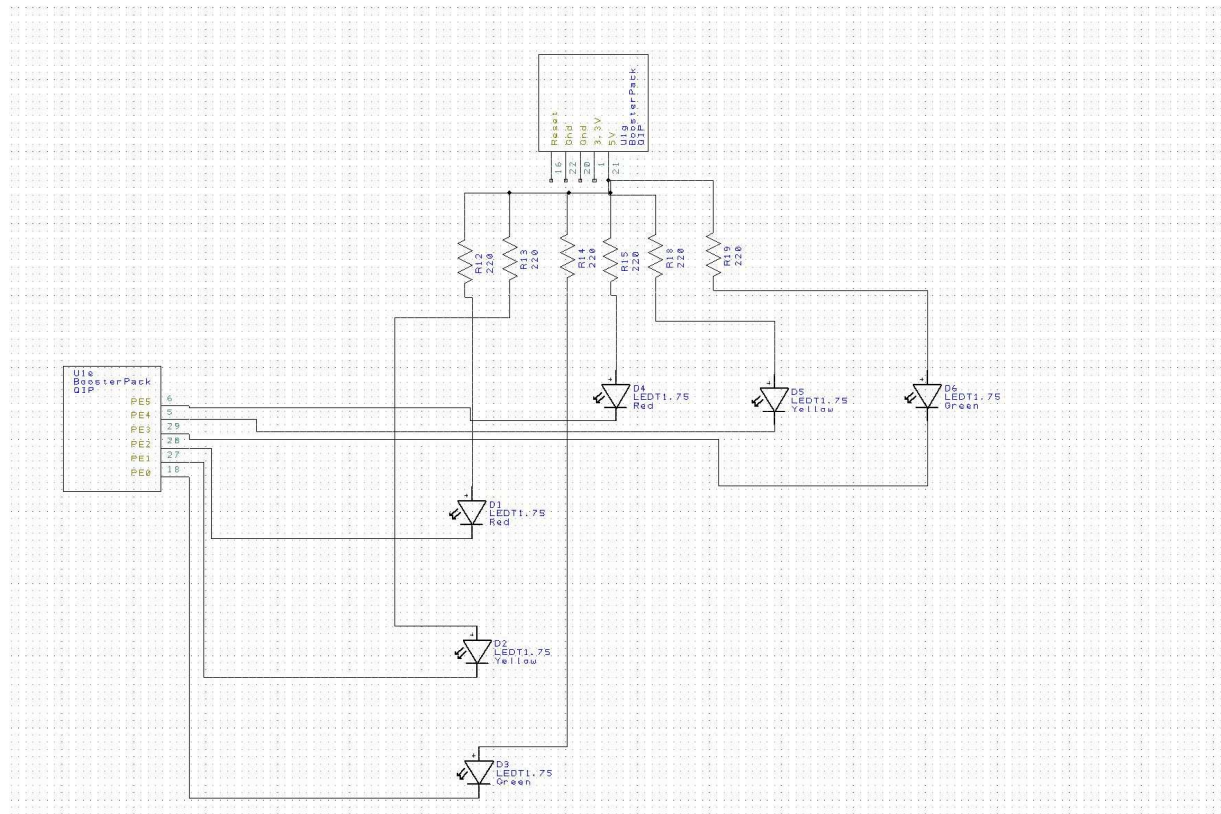 Reset
Gnd
Gnd
3.3V
5V
U1g
BoosterPack
Q1P
16
22
20
1
21
R12
220
R13
220
R14
220
R15
220
R18
220
R19
220
U1e
BoosterPack
Q1P
PE5 6
PE4 5
PE3 29
PE2 28
PE1 27
PE0 18
D4
LEDT1.75
Red
D5
LEDT1.75
Yellow
D6
LEDT1.75
Green
D1
LEDT1.75
Red
D2
LEDT1.75
Yellow
D3
LEDT1.75
Green